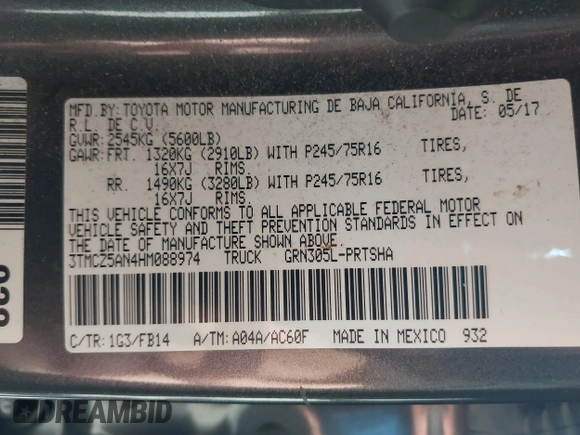 MFD.BY: TOYOTA MOTOR MANUFACTURING DE BAJA CALIFORNIA, S. DE
R.L. DE C.V. DATE: 05/17
GVWR: 2545KG (5600LB)
GAWR: FRT. 1320KG (2910LB) WITH P245/75R16 TIRES,
16X7J RIMS.
RR. 1490KG (3280LB) WITH P245/75R16 TIRES,
16X7J RIMS.
THIS VEHICLE CONFORMS TO ALL APPLICABLE FEDERAL MOTOR
VEHICLE SAFETY AND THEFT PREVENTION STANDARDS IN EFFECT ON
THE DATE OF MANUFACTURE SHOWN ABOVE.
3TMCZ5AN4HM088974 TRUCK GRN305L-PRTSHA
C/TR: 1G3/FB14 A/TM: A04A/AC60F MADE IN MEXICO 932
DREAMBID